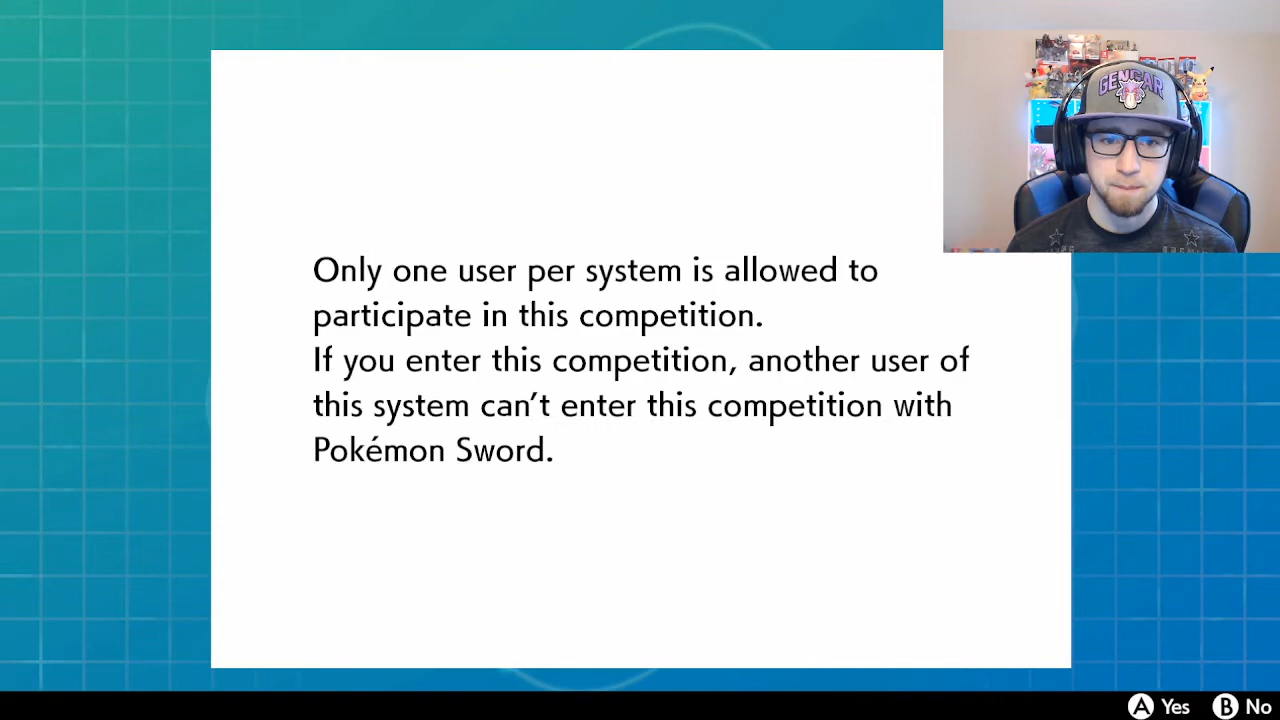 GENGAR
Only one user per system is allowed to
participate in this competition.
If you enter this competition, another user of
this system can’t enter this competition with
Pokémon Sword.
A Yes B No